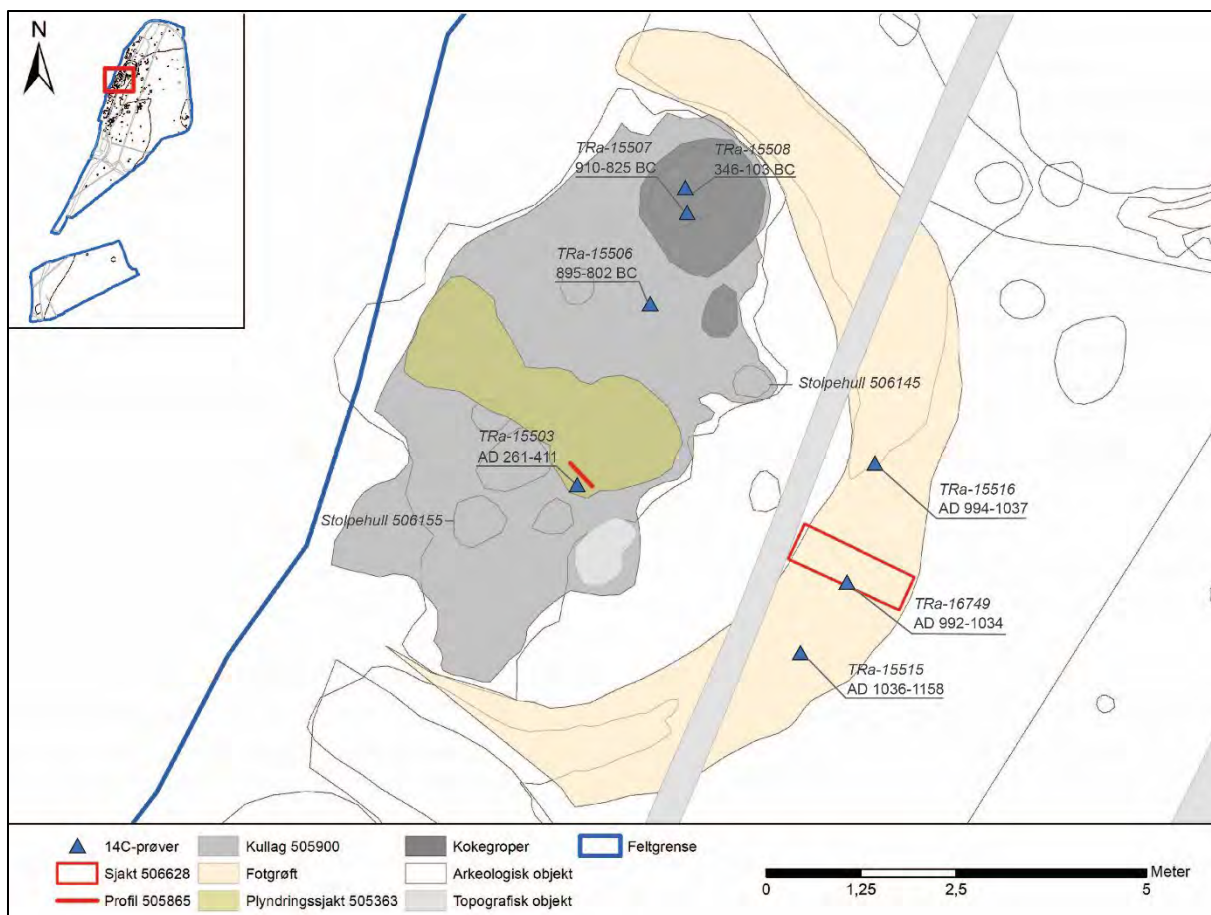 N
TRa-15507
910-825 BC
TRa-15508
346-103 BC
TRa-15506
895-802 BC
Stolpehull 506145
TRa-15503
AD 261-411
Stolpehull 506155
TRa-15516
AD 994-1037
TRa-16749
AD 992-1034
TRa-15515
AD 1036-1158
14C-prøver
Kullag 505900
Kokegroper
Feltgrense
Sjakt 506628
Fotgrøft
Arkeologisk objekt
Profil 505865
Plyndringssjakt 505363
Topografisk objekt
Meter
0 1,25 2,5 5